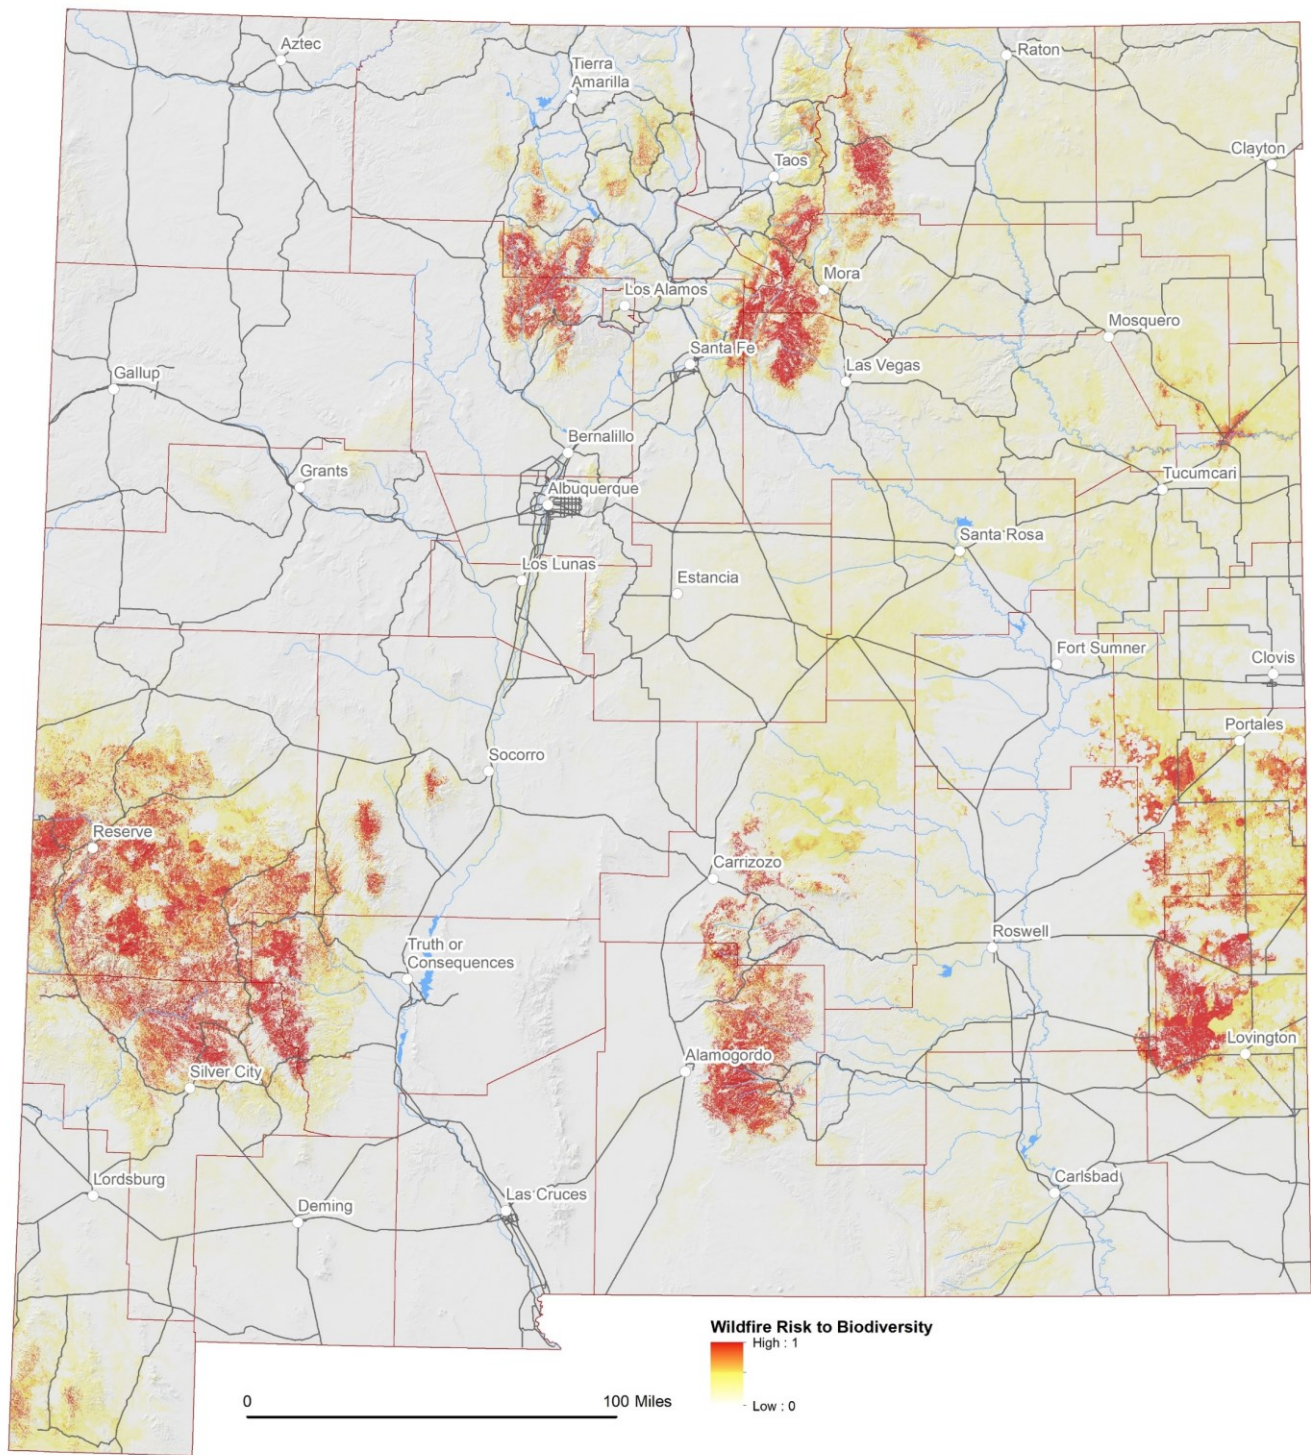 Aztec
Tierra
Amarilla
Raton
Taos
Clayton
Los Alamos
Mora
Mosquero
Santa Fe
Las Vegas
Gallup
Bernalillo
Grants
Albuquerque
Tucumcari
Santa Rosa
Los Lunas
Estancia
Fort Sumner
Clovis
Portales
Socorro
Reserve
Carrizozo
Roswell
Truth or
Consequences
Lovington
Alamogordo
Silver City
Carlsbad
Lordsburg
Las Cruces
Deming
Wildfire Risk to Biodiversity
High : 1
Low : 0
0
100 Miles